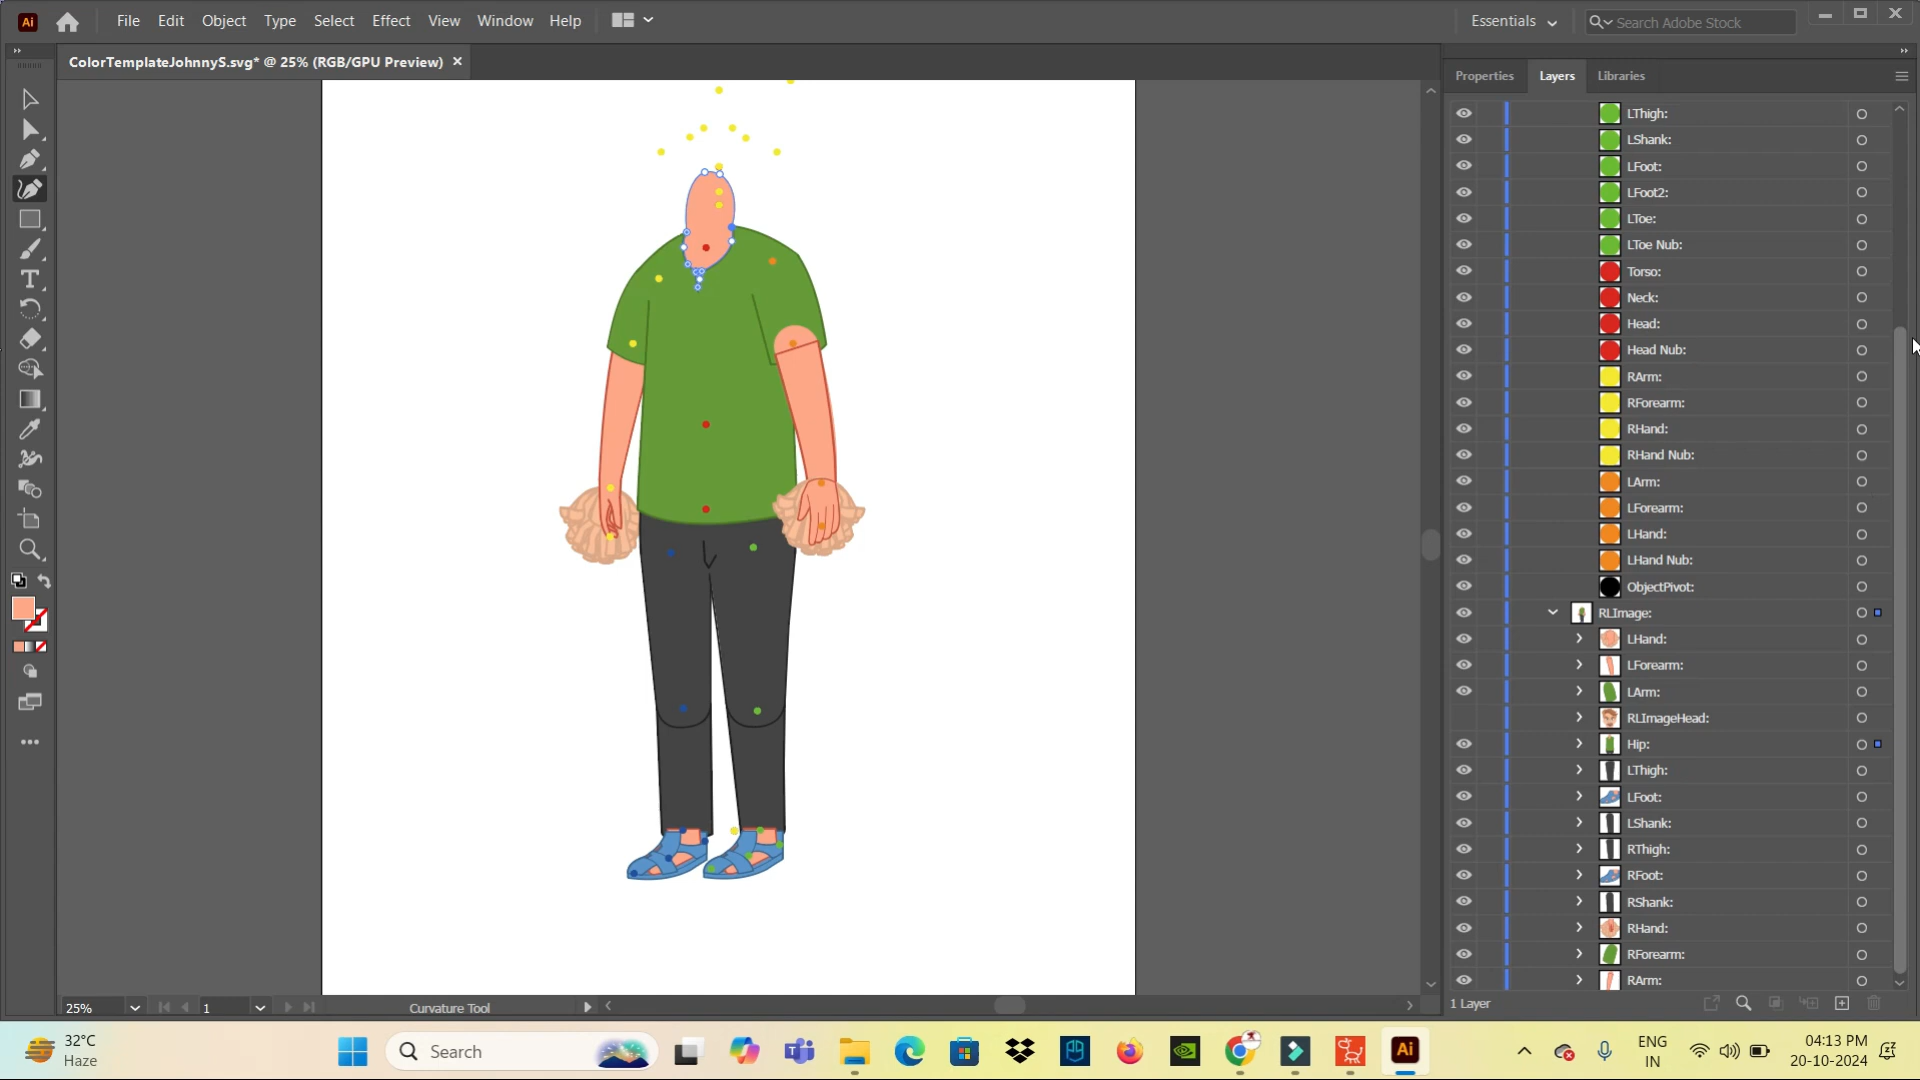 Ai File Edit Object Type Select Effect View Window Help Essentials Search Adobe Stock
ColorTemplateJohnnyS.svg* @ 25% (RGB/GPU Preview) ×
Properties Layers Libraries
LThigh:
LShank:
LFoot:
LFoot2:
LToe:
LToe Nub:
Torso:
Neck:
Head:
Head Nub:
RArm:
RForearm:
RHand:
RHand Nub:
LArm:
LForearm:
LHand:
LHand Nub:
ObjectPivot:
RLImage:
LHand:
LForearm:
LArm:
RLImageHead:
Hip:
LThigh:
LFoot:
LShank:
RThigh:
RFoot:
RShank:
RHand:
RForearm:
RArm:
25% 1 Curvature Tool
1 Layer
32°C
Haze
Search
Ai
ENG
IN
04:13 PM
20-10-2024